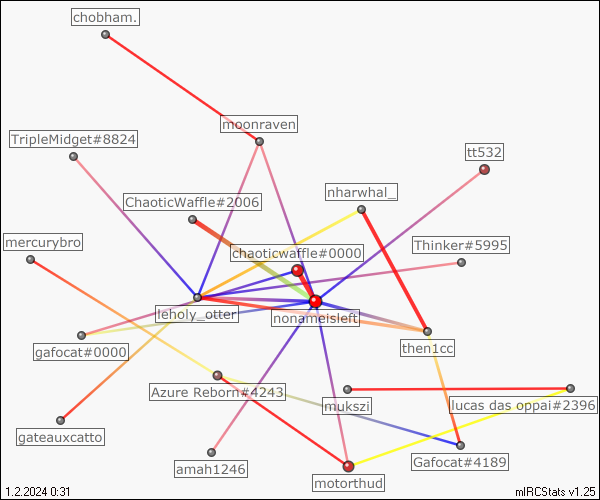 chobham.
moonraven
TripleMidget#8824
tt532
nharwhal_
ChaoticWaffle#2006
mercurybro
chaoticwaffle#0000
Thinker#5995
leholy_otter
nonameisleft
gafocat#0000
then1cc
Azure Reborn#4243
mukszi
lucas das oppai#2396
gateauxcatto
amah1246
Gafocat#4189
motorthud
1.2.2024 0:31
mIRCStats v1.25